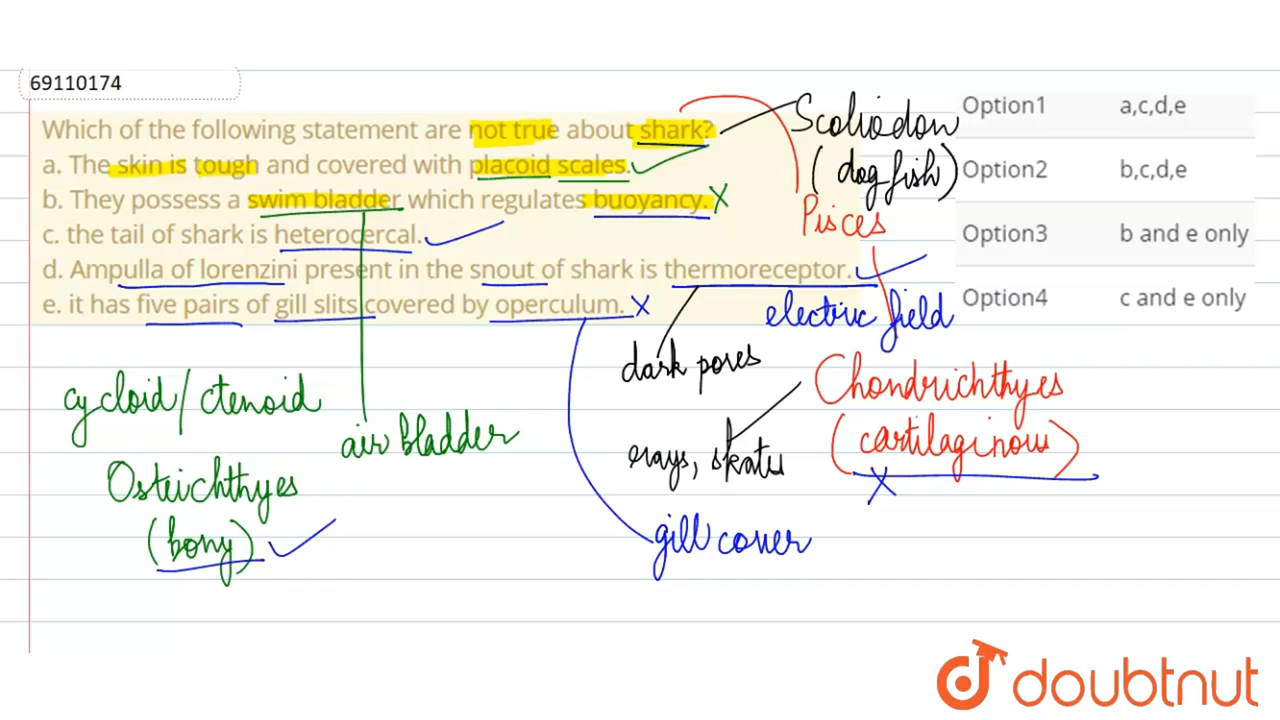 69110174
Which of the following statement are not true about shark?
a. The skin is tough and covered with placoid scales.
b. They possess a swim bladder which regulates buoyancy. X
c. the tail of shark is heterocercal.
d. Ampulla of lorenzini present in the snout of shark is thermoreceptor.
e. it has five pairs of gill slits covered by operculum. X
Scoliodon
(dog fish)
Pisces
Option1 a,c,d,e
Option2 b,c,d,e
Option3 b and e only
Option4 c and e only
electric field
dark pores
Chondrichthyes
(cartilaginous)
X
rays, skates
cycloid/ctenoid
air bladder
Osteichthyes
(bony)
gill cover
doubtnut